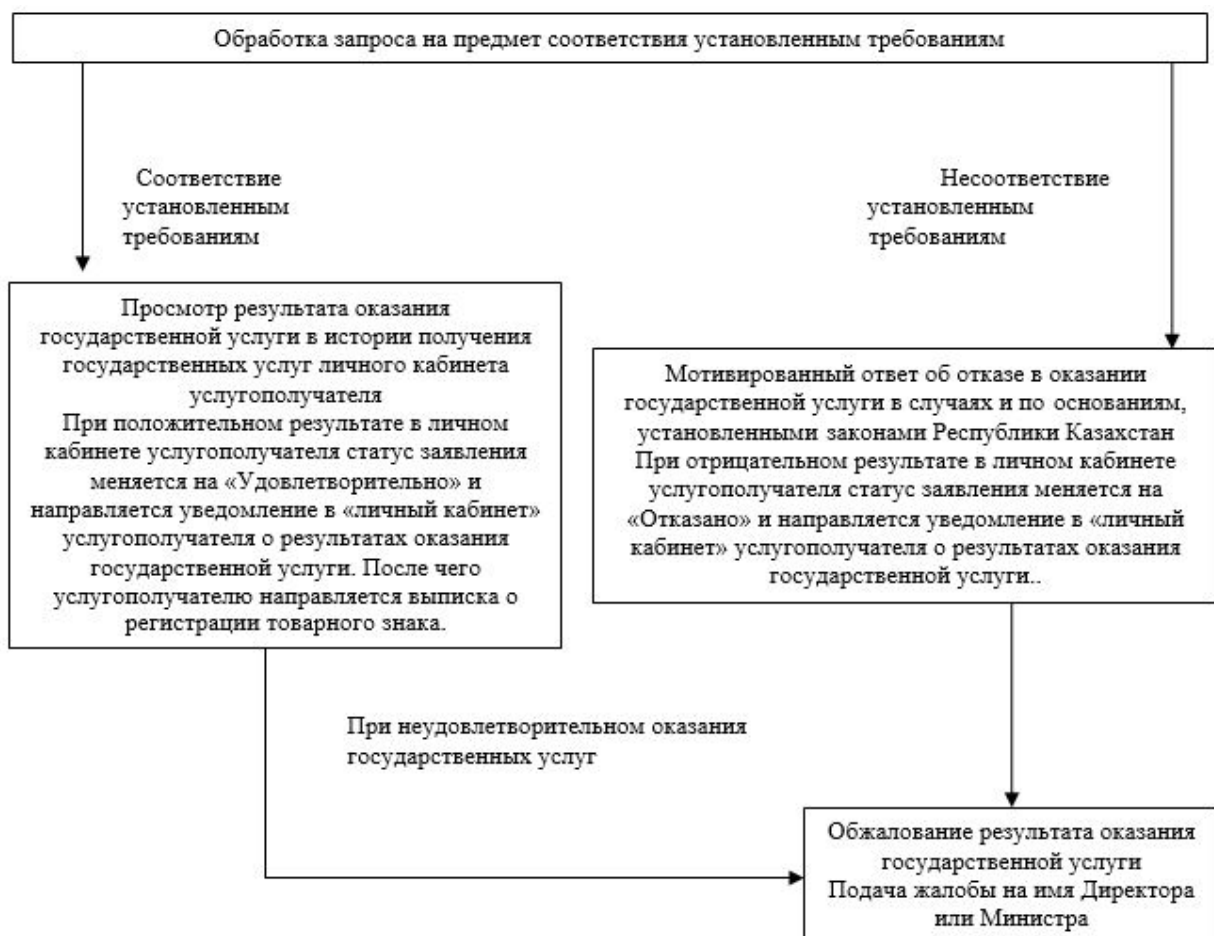 Обработка запроса на предмет соответствия установленным требованиям
Соответствие
установленным
требованиям
Несоответствие
установленным
требованиям
Просмотр результата оказания
государственной услуги в истории получения
государственных услуг личного кабинета
услугополучателя
При положительном результате в личном
кабинете услугополучателя статус заявления
меняется на «Удовлетворительно» и
направляется уведомление в «личный кабинет»
услугополучателя о результатах оказания
государственной услуги. После чего
услугополучателю направляется выписка о
регистрации товарного знака.
Мотивированный ответ об отказе в оказании
государственной услуги в случаях и по основаниям,
установленными законами Республики Казахстан
При отрицательном результате в личном кабинете
услугополучателя статус заявления меняется на
«Отказано» и направляется уведомление в «личный
кабинет» услугополучателя о результатах оказания
государственной услуги..
При неудовлетворительном оказания
государственных услуг
Обжалование результата оказания
государственной услуги
Подача жалобы на имя Директора
или Министра